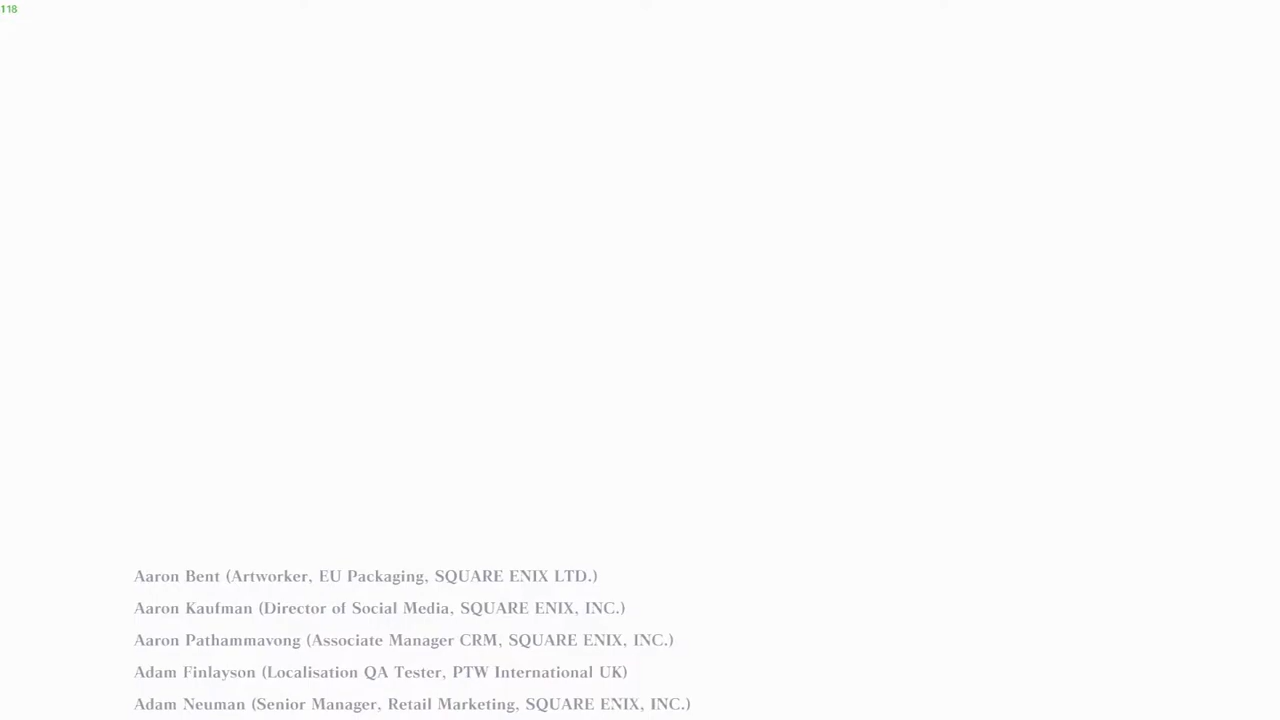 118
Aaron Bent (Artworker, EU Packaging, SQUARE ENIX LTD.)
Aaron Kaufman (Director of Social Media, SQUARE ENIX, INC.)
Aaron Pathammavong (Associate Manager CRM, SQUARE ENIX, INC.)
Adam Finlayson (Localisation QA Tester, PTW International UK)
Adam Neuman (Senior Manager, Retail Marketing, SQUARE ENIX, INC.)